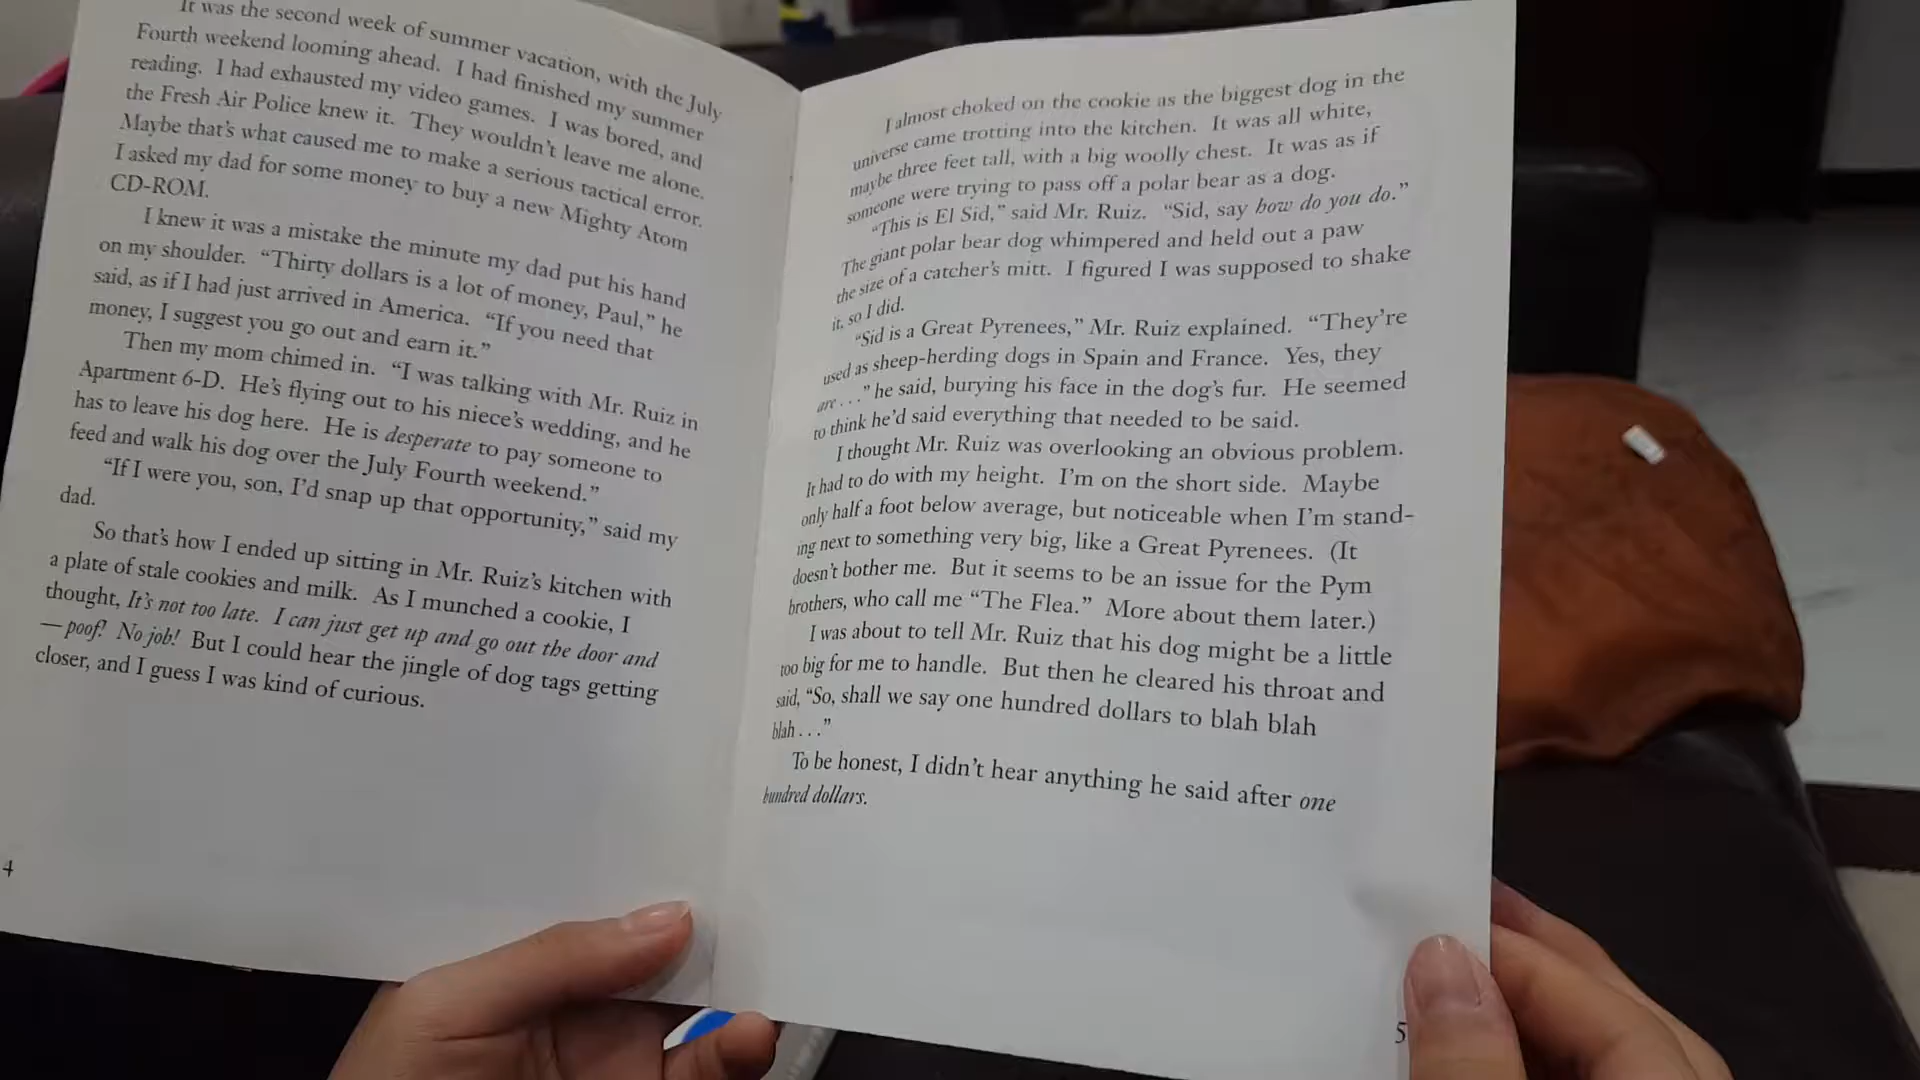 It was the second week of summer vacation, with the July
Fourth weekend looming ahead. I had finished my summer
reading. I had exhausted my video games. I was bored, and
the Fresh Air Police knew it. They wouldn't leave me alone.
Maybe that's what caused me to make a serious tactical error.
I asked my dad for some money to buy a new Mighty Atom
CD-ROM.
I knew it was a mistake the minute my dad put his hand
on my shoulder. “Thirty dollars is a lot of money, Paul,” he
said, as if I had just arrived in America. “If you need that
money, I suggest you go out and earn it.”
Then my mom chimed in. “I was talking with Mr. Ruiz in
Apartment 6-D. He's flying out to his niece's wedding, and he
has to leave his dog here. He is desperate to pay someone to
feed and walk his dog over the July Fourth weekend.”
“If I were you, son, I'd snap up that opportunity,” said my
dad.
So that's how I ended up sitting in Mr. Ruiz's kitchen with
a plate of stale cookies and milk. As I munched a cookie, I
thought, It's not too late. I can just get up and go out the door and
—poof! No job! But I could hear the jingle of dog tags getting
closer, and I guess I was kind of curious.
4
I almost choked on the cookie as the biggest dog in the
universe came trotting into the kitchen. It was all white,
maybe three feet tall, with a big woolly chest. It was as if
someone were trying to pass off a polar bear as a dog.
“This is El Sid,” said Mr. Ruiz. “Sid, say how do you do.”
The giant polar bear dog whimpered and held out a paw
the size of a catcher's mitt. I figured I was supposed to shake
it, so I did.
“Sid is a Great Pyrenees,” Mr. Ruiz explained. “They're
used as sheep-herding dogs in Spain and France. Yes, they
are . . .” he said, burying his face in the dog's fur. He seemed
to think he'd said everything that needed to be said.
I thought Mr. Ruiz was overlooking an obvious problem.
It had to do with my height. I'm on the short side. Maybe
only half a foot below average, but noticeable when I'm stand-
ing next to something very big, like a Great Pyrenees. (It
doesn't bother me. But it seems to be an issue for the Pym
brothers, who call me “The Flea.” More about them later.)
I was about to tell Mr. Ruiz that his dog might be a little
too big for me to handle. But then he cleared his throat and
said, “So, shall we say one hundred dollars to blah blah
blah . . .”
To be honest, I didn't hear anything he said after one
hundred dollars.
5